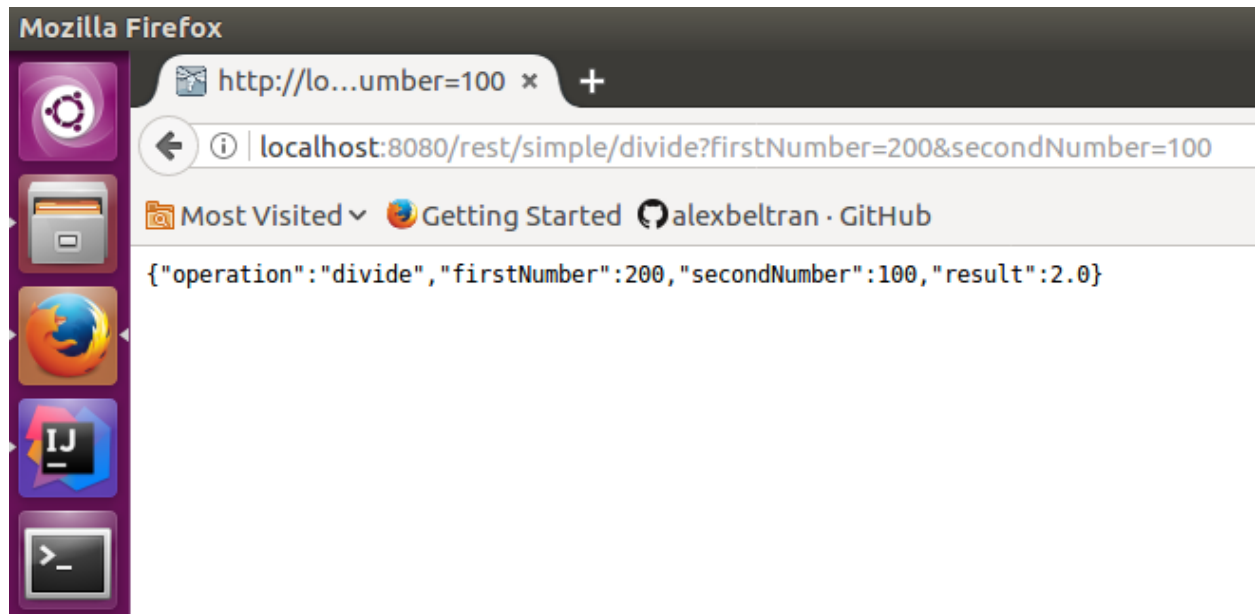 Mozilla Firefox
http://lo...umber=100 × +
localhost:8080/rest/simple/divide?firstNumber=200&secondNumber=100
Most Visited Getting Started alexbeltran · GitHub
{"operation":"divide","firstNumber":200,"secondNumber":100,"result":2.0}
IJ
>_